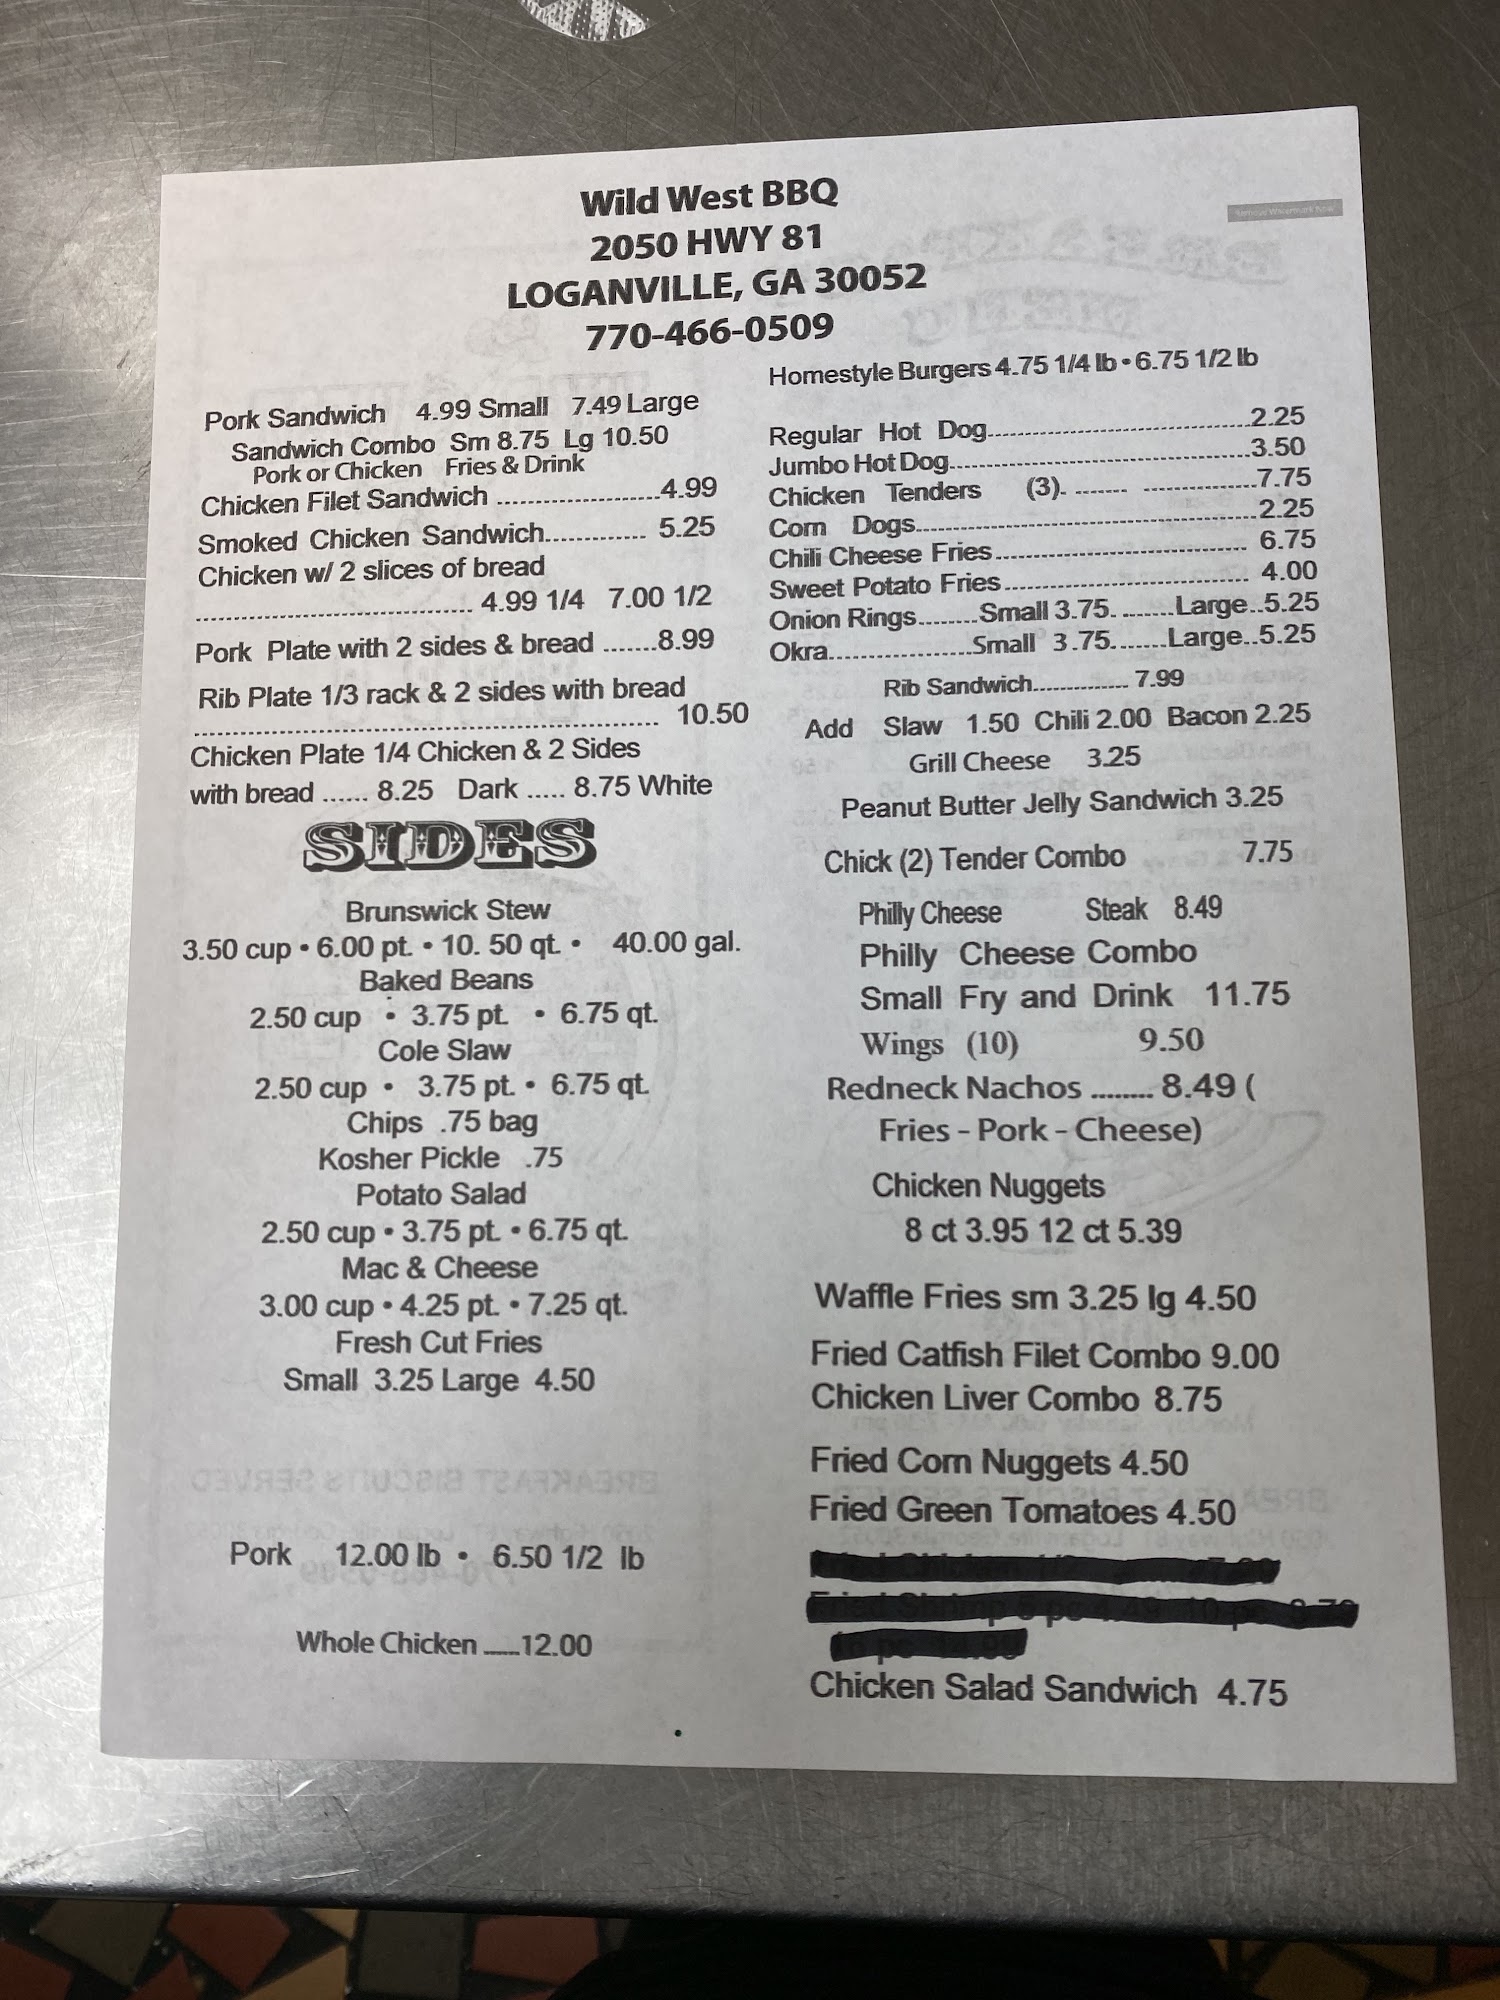 Wild West BBQ
2050 HWY 81
LOGANVILLE, GA 30052
770-466-0509
Pork Sandwich 4.99 Small 7.49 Large
Sandwich Combo Sm 8.75 Lg 10.50
Pork or Chicken Fries & Drink
Chicken Filet Sandwich ......................4.99
Smoked Chicken Sandwich.............. 5.25
Chicken w/ 2 slices of bread
.................................. 4.99 1/4 7.00 1/2
Pork Plate with 2 sides & bread .......8.99
Rib Plate 1/3 rack & 2 sides with bread
.......................................................... 10.50
Chicken Plate 1/4 Chicken & 2 Sides
with bread ...... 8.25 Dark ..... 8.75 White
SIDES
Brunswick Stew
3.50 cup • 6.00 pt. • 10. 50 qt. • 40.00 gal.
Baked Beans
2.50 cup • 3.75 pt. • 6.75 qt.
Cole Slaw
2.50 cup • 3.75 pt. • 6.75 qt.
Chips .75 bag
Kosher Pickle .75
Potato Salad
2.50 cup • 3.75 pt. • 6.75 qt.
Mac & Cheese
3.00 cup • 4.25 pt. • 7.25 qt.
Fresh Cut Fries
Small 3.25 Large 4.50
Pork 12.00 lb • 6.50 1/2 lb
Whole Chicken ......12.00
Homestyle Burgers 4.75 1/4 lb • 6.75 1/2 lb
Regular Hot Dog......................................2.25
Jumbo Hot Dog...........................................3.50
Chicken Tenders (3). ........ .................7.75
Corn Dogs.................................................2.25
Chili Cheese Fries.................................... 6.75
Sweet Potato Fries................................... 4.00
Onion Rings........Small 3.75. ........Large..5.25
Okra...................Small 3.75........Large..5.25
Rib Sandwich............... 7.99
Add Slaw 1.50 Chili 2.00 Bacon 2.25
Grill Cheese 3.25
Peanut Butter Jelly Sandwich 3.25
Chick (2) Tender Combo 7.75
Philly Cheese Steak 8.49
Philly Cheese Combo
Small Fry and Drink 11.75
Wings (10) 9.50
Redneck Nachos ......... 8.49 (
Fries - Pork - Cheese)
Chicken Nuggets
8 ct 3.95 12 ct 5.39
Waffle Fries sm 3.25 lg 4.50
Fried Catfish Filet Combo 9.00
Chicken Liver Combo 8.75
Fried Corn Nuggets 4.50
Fried Green Tomatoes 4.50
Chicken Salad Sandwich 4.75